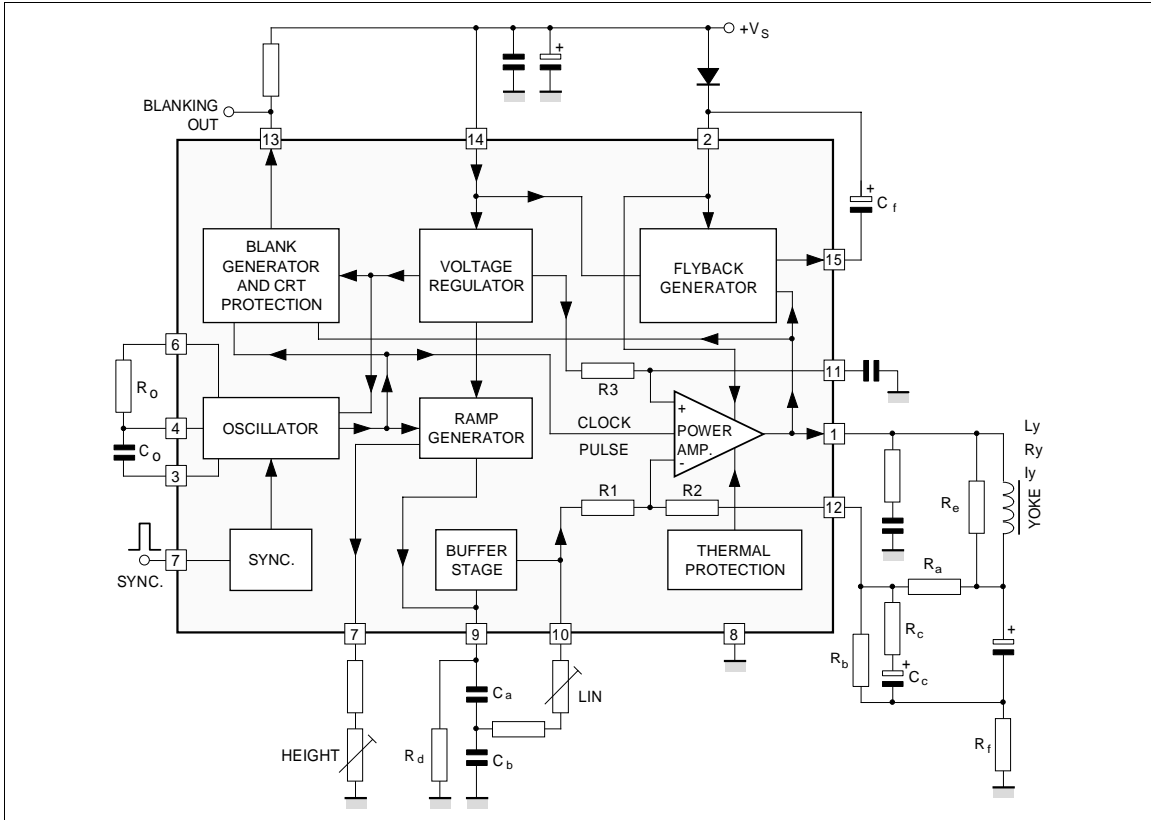 +VS
+
BLANKING
OUT
13
14
2
+
Cf
BLANK
GENERATOR
AND CRT
PROTECTION
VOLTAGE
REGULATOR
FLYBACK
GENERATOR
15
6
Ro
R3
11
4
OSCILLATOR
RAMP
GENERATOR
CLOCK
PULSE
+
POWER
AMP.
-
1
Ly
Ry
Iy
YOKE
Co
3
R1
R2
12
Re
7
SYNC.
SYNC.
BUFFER
STAGE
THERMAL
PROTECTION
Ra
7
9
10
8
Rb
Rc
+
Cc
+
Ca
LIN
HEIGHT
Rd
Cb
Rf